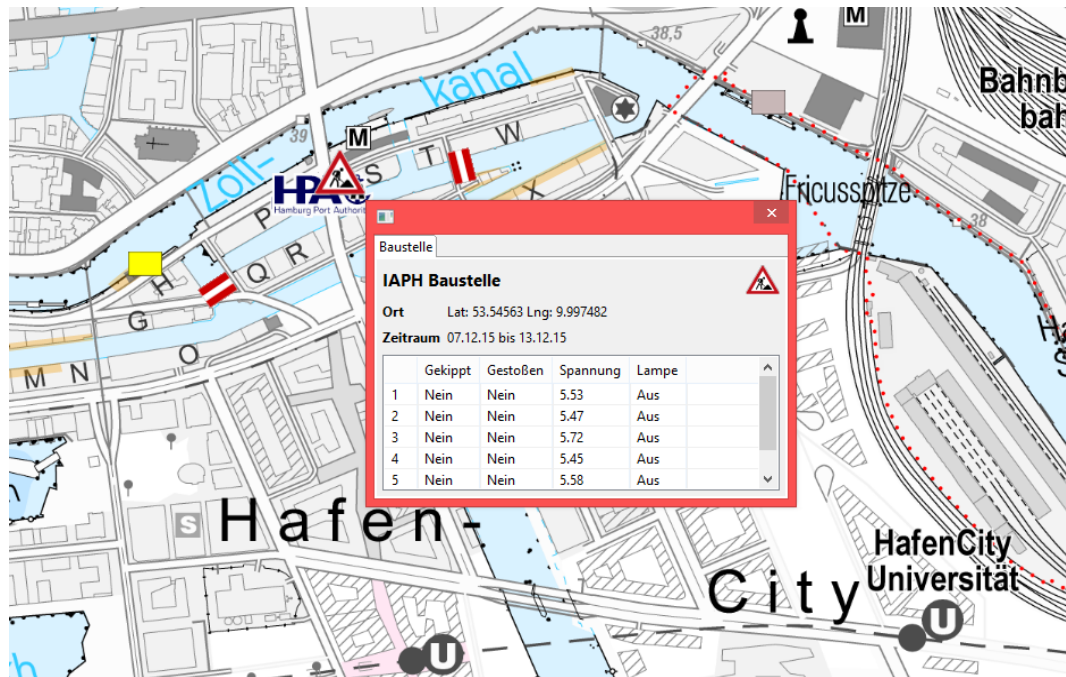 M
38,5
Bahnb
bah
kanal
39
M
W
T
S
Zoll-
HPA
Hamburg Port Authorit
X
P
Fricusspitze
38
R
Q
H
G
O
N
M
Baustelle
IAPH Baustelle
Ort Lat: 53.54563 Lng: 9.997482
Zeitraum 07.12.15 bis 13.12.15
Gekippt Gestoßen Spannung Lampe
1 Nein Nein 5.53 Aus
2 Nein Nein 5.47 Aus
3 Nein Nein 5.72 Aus
4 Nein Nein 5.45 Aus
5 Nein Nein 5.58 Aus
S
Hafen-
HafenCity
Universität
City
U
U